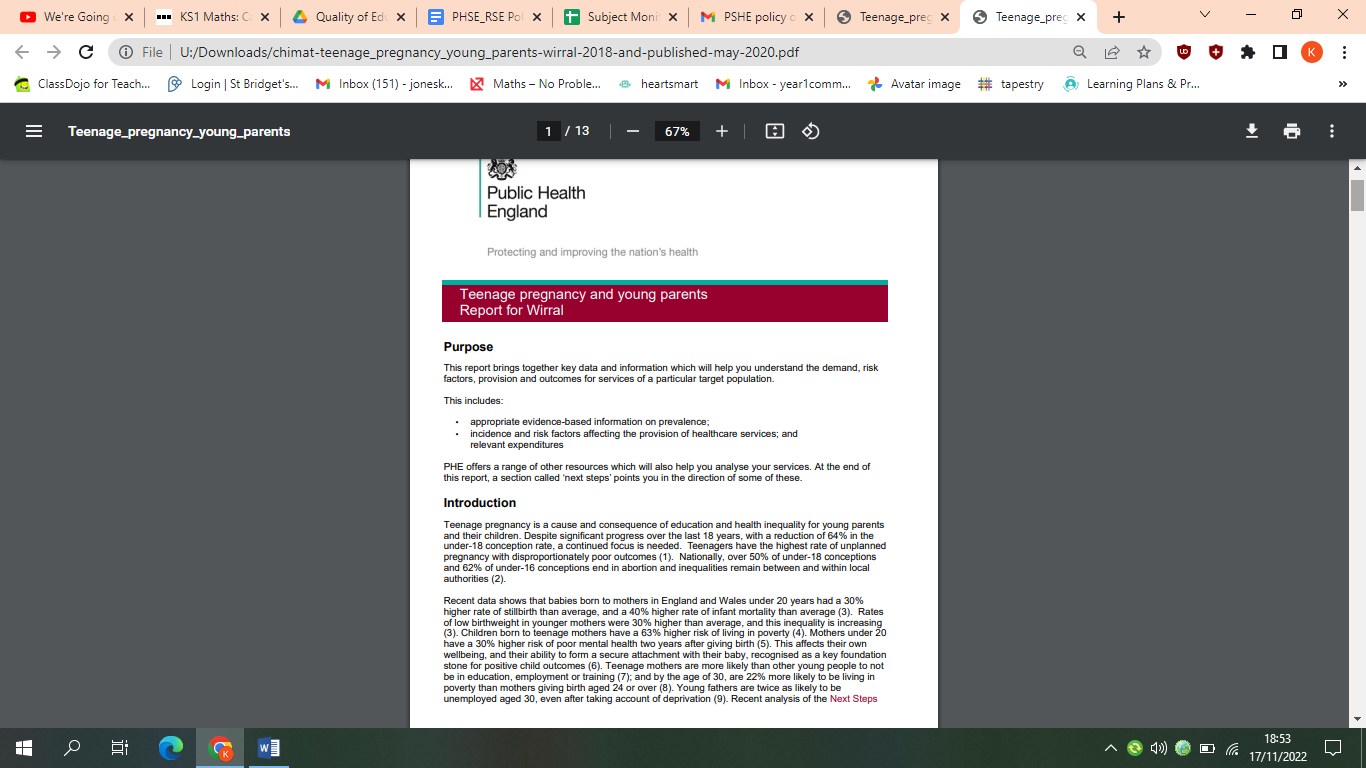 We're Going
KS1 Maths: C
Quality of Edu
PHSE_RSE Pol
Subject Moni
PSHE policy o
Teenage_preg
Teenage_preg
File U:/Downloads/chimat-teenage_pregnancy_young_parents-wirral-2018-and-published-may-2020.pdf
K
ClassDojo for Teach...
Login | St Bridget's...
Inbox (151) - jonesk...
Maths – No Proble...
heartsmart
Inbox - year1comm...
Avatar image
tapestry
Learning Plans & Pr...
»
Teenage_pregnancy_young_parents
1 / 13
67%
Public Health
England
Protecting and improving the nation's health
Teenage pregnancy and young parents
Report for Wirral
Purpose
This report brings together key data and information which will help you understand the demand, risk
factors, provision and outcomes for services of a particular target population.
This includes:
• appropriate evidence-based information on prevalence;
• incidence and risk factors affecting the provision of healthcare services; and
relevant expenditures
PHE offers a range of other resources which will also help you analyse your services. At the end of
this report, a section called 'next steps' points you in the direction of some of these.
Introduction
Teenage pregnancy is a cause and consequence of education and health inequality for young parents
and their children. Despite significant progress over the last 18 years, with a reduction of 64% in the
under-18 conception rate, a continued focus is needed. Teenagers have the highest rate of unplanned
pregnancy with disproportionately poor outcomes (1). Nationally, over 50% of under-18 conceptions
and 62% of under-16 conceptions end in abortion and inequalities remain between and within local
authorities (2).
Recent data shows that babies born to mothers in England and Wales under 20 years had a 30%
higher rate of stillbirth than average, and a 40% higher rate of infant mortality than average (3). Rates
of low birthweight in younger mothers were 30% higher than average, and this inequality is increasing
(3). Children born to teenage mothers have a 63% higher risk of living in poverty (4). Mothers under 20
have a 30% higher risk of poor mental health two years after giving birth (5). This affects their own
wellbeing, and their ability to form a secure attachment with their baby, recognised as a key foundation
stone for positive child outcomes (6). Teenage mothers are more likely than other young people to not
be in education, employment or training (7); and by the age of 30, are 22% more likely to be living in
poverty than mothers giving birth aged 24 or over (8). Young fathers are twice as likely to be
unemployed aged 30, even after taking account of deprivation (9). Recent analysis of the Next Steps
18:53
17/11/2022